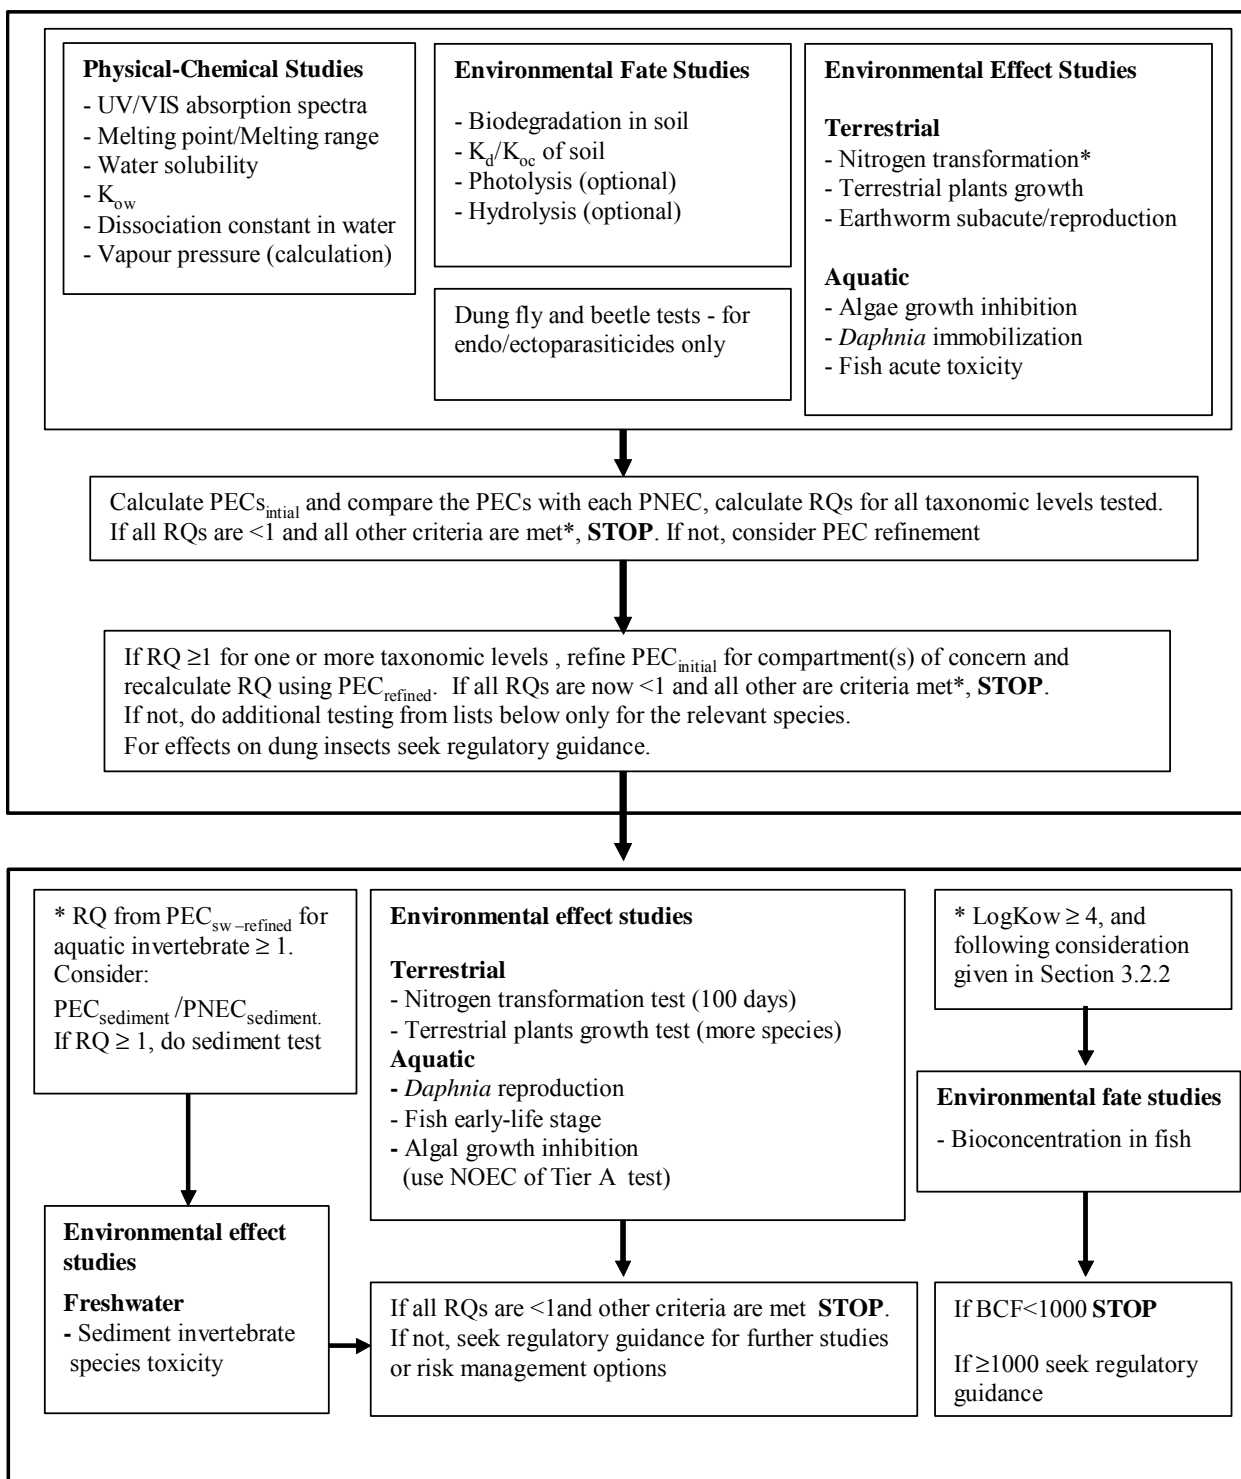 Physical-Chemical Studies
- UV/VIS absorption spectra
- Melting point/Melting range
- Water solubility
- Kow
- Dissociation constant in water
- Vapour pressure (calculation)
Environmental Fate Studies
- Biodegradation in soil
- Kd/Koc of soil
- Photolysis (optional)
- Hydrolysis (optional)
Dung fly and beetle tests - for
endo/ectoparasiticides only
Environmental Effect Studies
Terrestrial
- Nitrogen transformation*
- Terrestrial plants growth
- Earthworm subacute/reproduction
Aquatic
- Algae growth inhibition
- Daphnia immobilization
- Fish acute toxicity
Calculate PECsintial and compare the PECs with each PNEC, calculate RQs for all taxonomic levels tested.
If all RQs are <1 and all other criteria are met*, STOP. If not, consider PEC refinement
If RQ ≥1 for one or more taxonomic levels , refine PECinitial for compartment(s) of concern and
recalculate RQ using PECrefined. If all RQs are now <1 and all other are criteria met*, STOP.
If not, do additional testing from lists below only for the relevant species.
For effects on dung insects seek regulatory guidance.
* RQ from PECsw–refined for
aquatic invertebrate ≥ 1.
Consider:
PECsediment /PNECsediment.
If RQ ≥ 1, do sediment test
Environmental effect
studies
Freshwater
- Sediment invertebrate
species toxicity
Environmental effect studies
Terrestrial
- Nitrogen transformation test (100 days)
- Terrestrial plants growth test (more species)
Aquatic
- Daphnia reproduction
- Fish early-life stage
- Algal growth inhibition
(use NOEC of Tier A test)
If all RQs are <1and other criteria are met STOP.
If not, seek regulatory guidance for further studies
or risk management options
* LogKow ≥ 4, and
following consideration
given in Section 3.2.2
Environmental fate studies
- Bioconcentration in fish
If BCF<1000 STOP
If ≥1000 seek regulatory
guidance